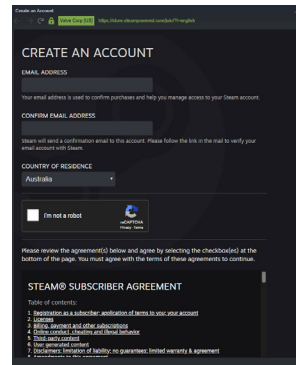 Create an Account
Valve Corp [US] https://store.steampowered.com/join/?l=english
CREATE AN ACCOUNT
EMAIL ADDRESS
Your email address is used to confirm purchases and help you manage access to your Steam account.
CONFIRM EMAIL ADDRESS
Steam will send a confirmation email to this account. Please follow the link in the mail to verify your
email account with Steam.
COUNTRY OF RESIDENCE
Australia
I'm not a robot
reCAPTCHA
Privacy - Terms
Please review the agreement(s) below and agree by selecting the checkbox(es) at the
bottom of the page. You must agree with the terms of these agreements to continue.
STEAM® SUBSCRIBER AGREEMENT
Table of contents:
1. Registration as a subscriber; application of terms to you; your account
2. Licenses
3. Billing, payment and other subscriptions
4. Online conduct, cheating and illegal behavior
5. Third-party content
6. User generated content
7. Disclaimers; limitation of liability; no guarantees; limited warranty & agreement
8. Amendments to this agreement